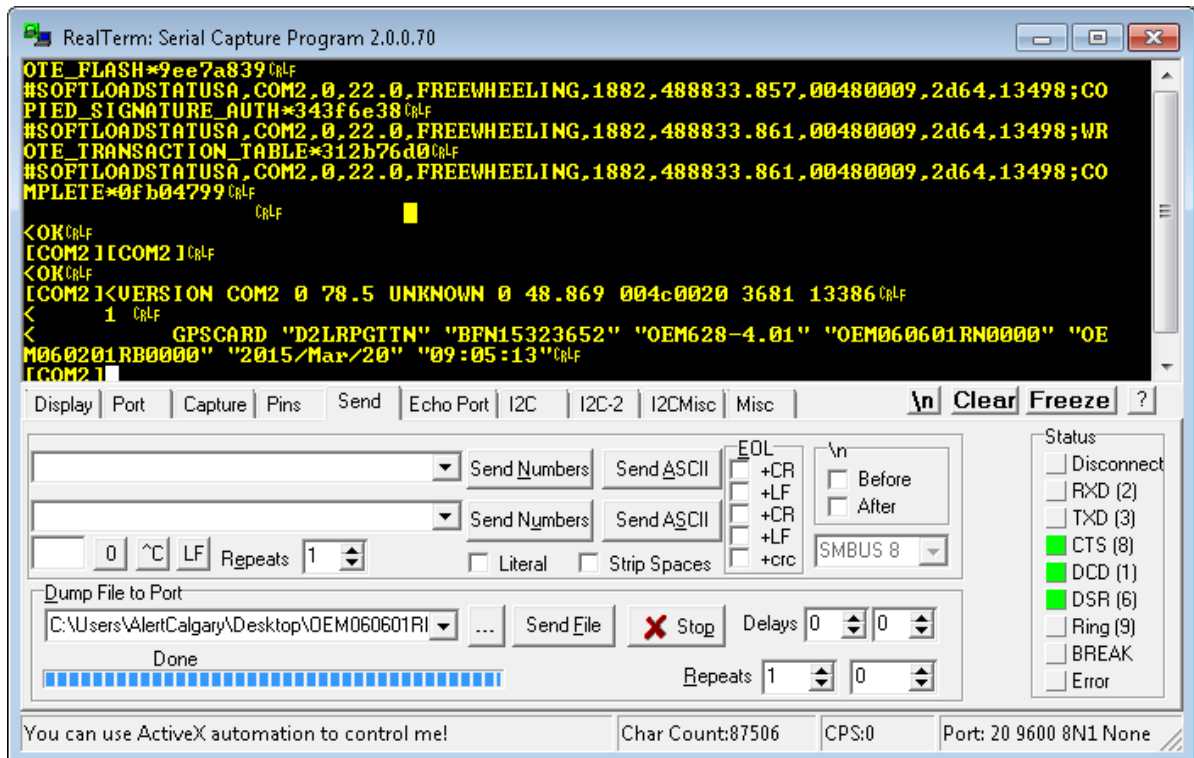 RealTerm: Serial Capture Program 2.0.0.70
OTE_FLASH*9ee7a839CRLF
#SOFTLOADSTATUSA,COM2,0,22.0,FREEWHEELING,1882,488833.857,00480009,2d64,13498;CO
PIED_SIGNATURE_AUTH*343f6e38CRLF
#SOFTLOADSTATUSA,COM2,0,22.0,FREEWHEELING,1882,488833.861,00480009,2d64,13498;WR
OTE_TRANSACTION_TABLE*312b76d0CRLF
#SOFTLOADSTATUSA,COM2,0,22.0,FREEWHEELING,1882,488833.861,00480009,2d64,13498;CO
MPLETE*0fb04799CRLF
CRLF
<OKCRLF
[COM2][COM2]CRLF
<OKCRLF
[COM2]<VERSION COM2 0 78.5 UNKNOWN 0 48.869 004c0020 3681 13386CRLF
< 1 CRLF
< GPSCARD "D2LRPGTTN" "BFN15323652" "OEM628-4.01" "OEM060601RN0000" "OE
M060201RB0000" "2015/Mar/20" "09:05:13"CRLF
[COM2]
Display Port Capture Pins Send Echo Port I2C I2C-2 I2CMisc Misc \n Clear Freeze ?
EOL \n Status
Send Numbers Send ASCII +CR Before Disconnect
+LF After RXD (2)
Send Numbers Send ASCII +CR TXD (3)
+LF CTS (8)
0 ^C LF Repeats 1 Literal Strip Spaces +crc SMBUS 8 DCD (1)
Dump File to Port DSR (6)
C:\Users\AlertCalgary\Desktop\OEM060601RI ... Send File Stop Delays 0 0 Ring (9)
Done BREAK
Repeats 1 0 Error
You can use ActiveX automation to control me! Char Count:87506 CPS:0 Port: 20 9600 8N1 None